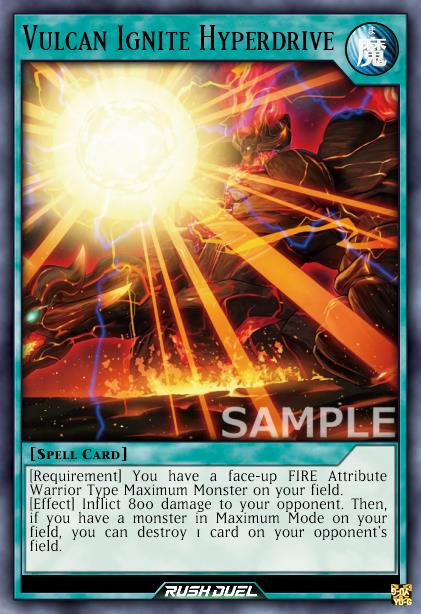 Vulcan Ignite Hyperdrive
ま
魔
SAMPLE
[Spell Card]
[Requirement] You have a face-up FIRE Attribute
Warrior Type Maximum Monster on your field.
[Effect] Inflict 800 damage to your opponent. Then,
if you have a monster in Maximum Mode on your
field, you can destroy 1 card on your opponent's
field.
RUSH DUEL